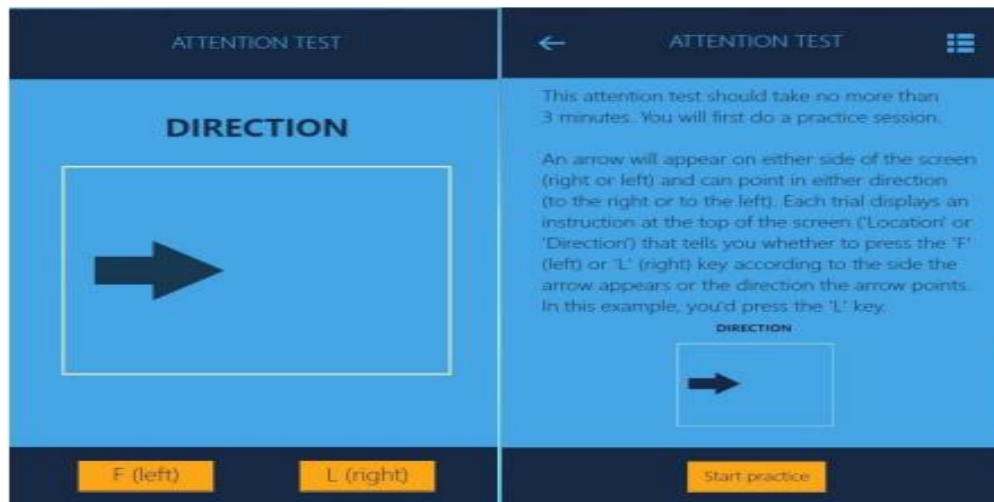 ATTENTION TEST
DIRECTION
F (left)
L (right)
ATTENTION TEST
This attention test should take no more than
3 minutes. You will first do a practice session.
An arrow will appear on either side of the screen
(right or left) and can point in either direction
(to the right or to the left). Each trial displays an
instruction at the top of the screen ('Location' or
'Direction') that tells you whether to press the 'F'
(left) or 'L' (right) key according to the side the
arrow appears or the direction the arrow points.
In this example, you'd press the 'L' key.
DIRECTION
Start practice